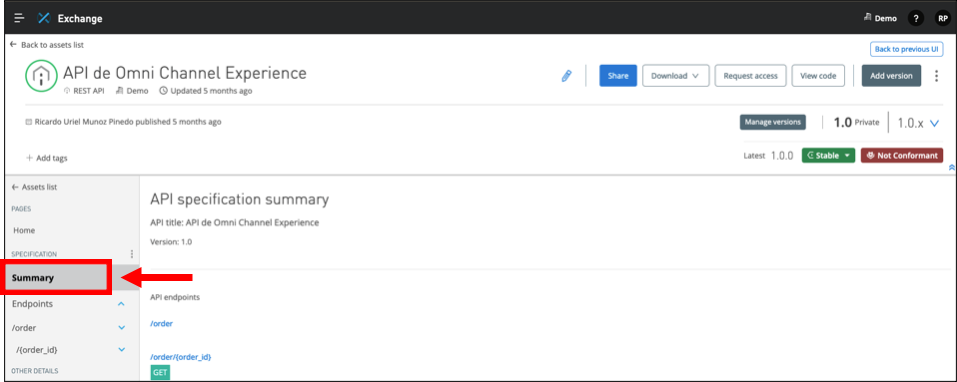 Exchange
Demo ? RP
Back to assets list
Back to previous UI
API de Omni Channel Experience
Share Download Request access View code Add version
REST API Demo Updated 5 months ago
Ricardo Uriel Munoz Pinedo published 5 months ago
Manage versions 1.0 Private 1.0.x
+ Add tags
Latest 1.0.0 Stable Not Conformant
Assets list
PAGES
Home
SPECIFICATION
Summary
Endpoints
/order
/{order_id}
OTHER DETAILS
API specification summary
API title: API de Omni Channel Experience
Version: 1.0
API endpoints
/order
/order/{order_id}
GET